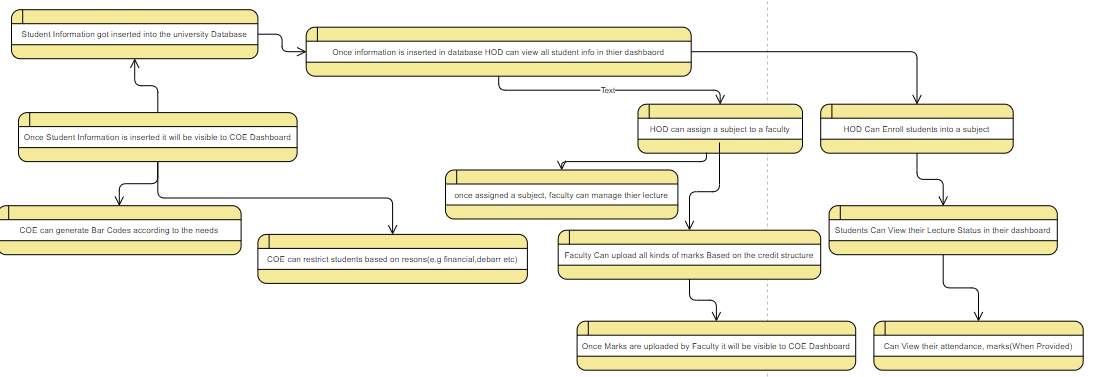 Student Information got inserted into the university Database
Once information is inserted in database HOD can view all student info in thier dashbaord
Text
Once Student Information is inserted it will be visible to COE Dashboard
HOD can assign a subject to a faculty
HOD Can Enroll students into a subject
once assigned a subject, faculty can manage thier lecture
COE can generate Bar Codes according to the needs
Students Can View their Lecture Status in their dashboard
COE can restrict students based on resons(e.g financial,debarr etc)
Faculty Can upload all kinds of marks Based on the credit structure
Once Marks are uploaded by Faculty it will be visible to COE Dashboard
Can View their attendance, marks(When Provided)